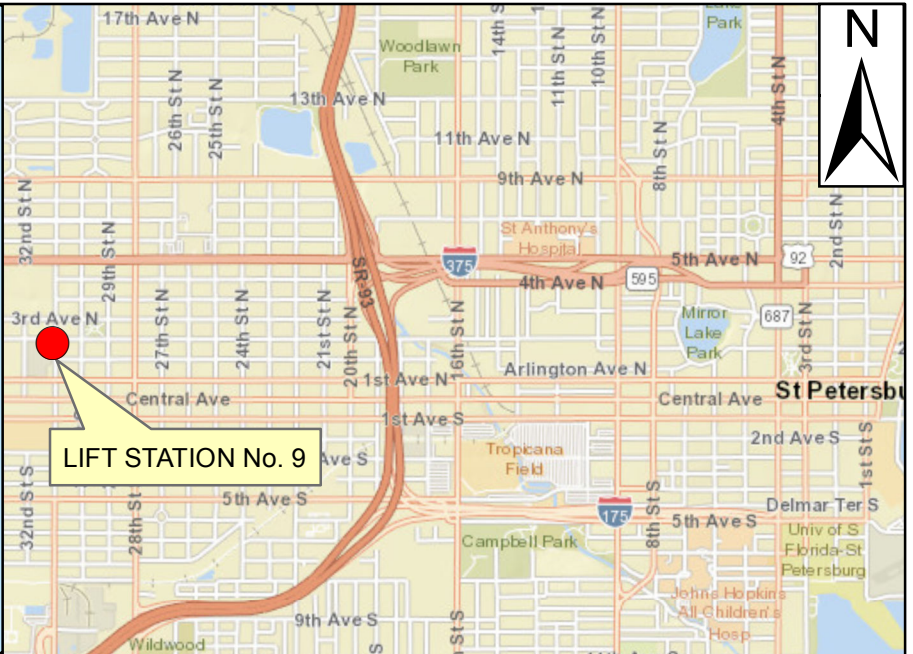 17th Ave N
Lake
Park
N
Woodlawn
Park
14th S
11th St N
10th St N
4th St N
26th St N
25th St N
13th Ave N
11th Ave N
8th St N
9th Ave N
32nd St N
29th St N
St Anthony's
Hospital
2nd St N
375
5th Ave N
92
SR-93
4th Ave N
595
3rd Ave N
27th St N
24th St N
21st St N
20th St N
16th St N
Mirror
Lake
Park
687
3rd St N
Arlington Ave N
1st Ave N
Central Ave
Central Ave
St Petersbu
1st Ave S
2nd Ave S
1st St S
LIFT STATION No. 9
Ave S
Tropicana
Field
32nd St S
28th St
5th Ave S
175
8th St S
5th Ave S
Delmar Ter S
Univ of S
Florida-St
Petersburg
Campbell Park
Johns Hopkins
All Children's
Hosp
9th Ave S
S
St S
Wildwood